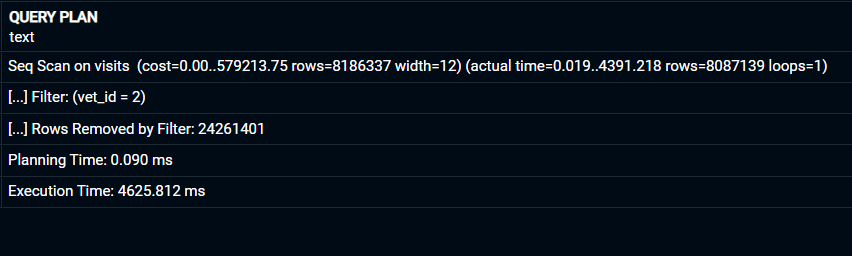 QUERY PLAN
text
Seq Scan on visits (cost=0.00..579213.75 rows=8186337 width=12) (actual time=0.019..4391.218 rows=8087139 loops=1)
[...] Filter: (vet_id = 2)
[...] Rows Removed by Filter: 24261401
Planning Time: 0.090 ms
Execution Time: 4625.812 ms